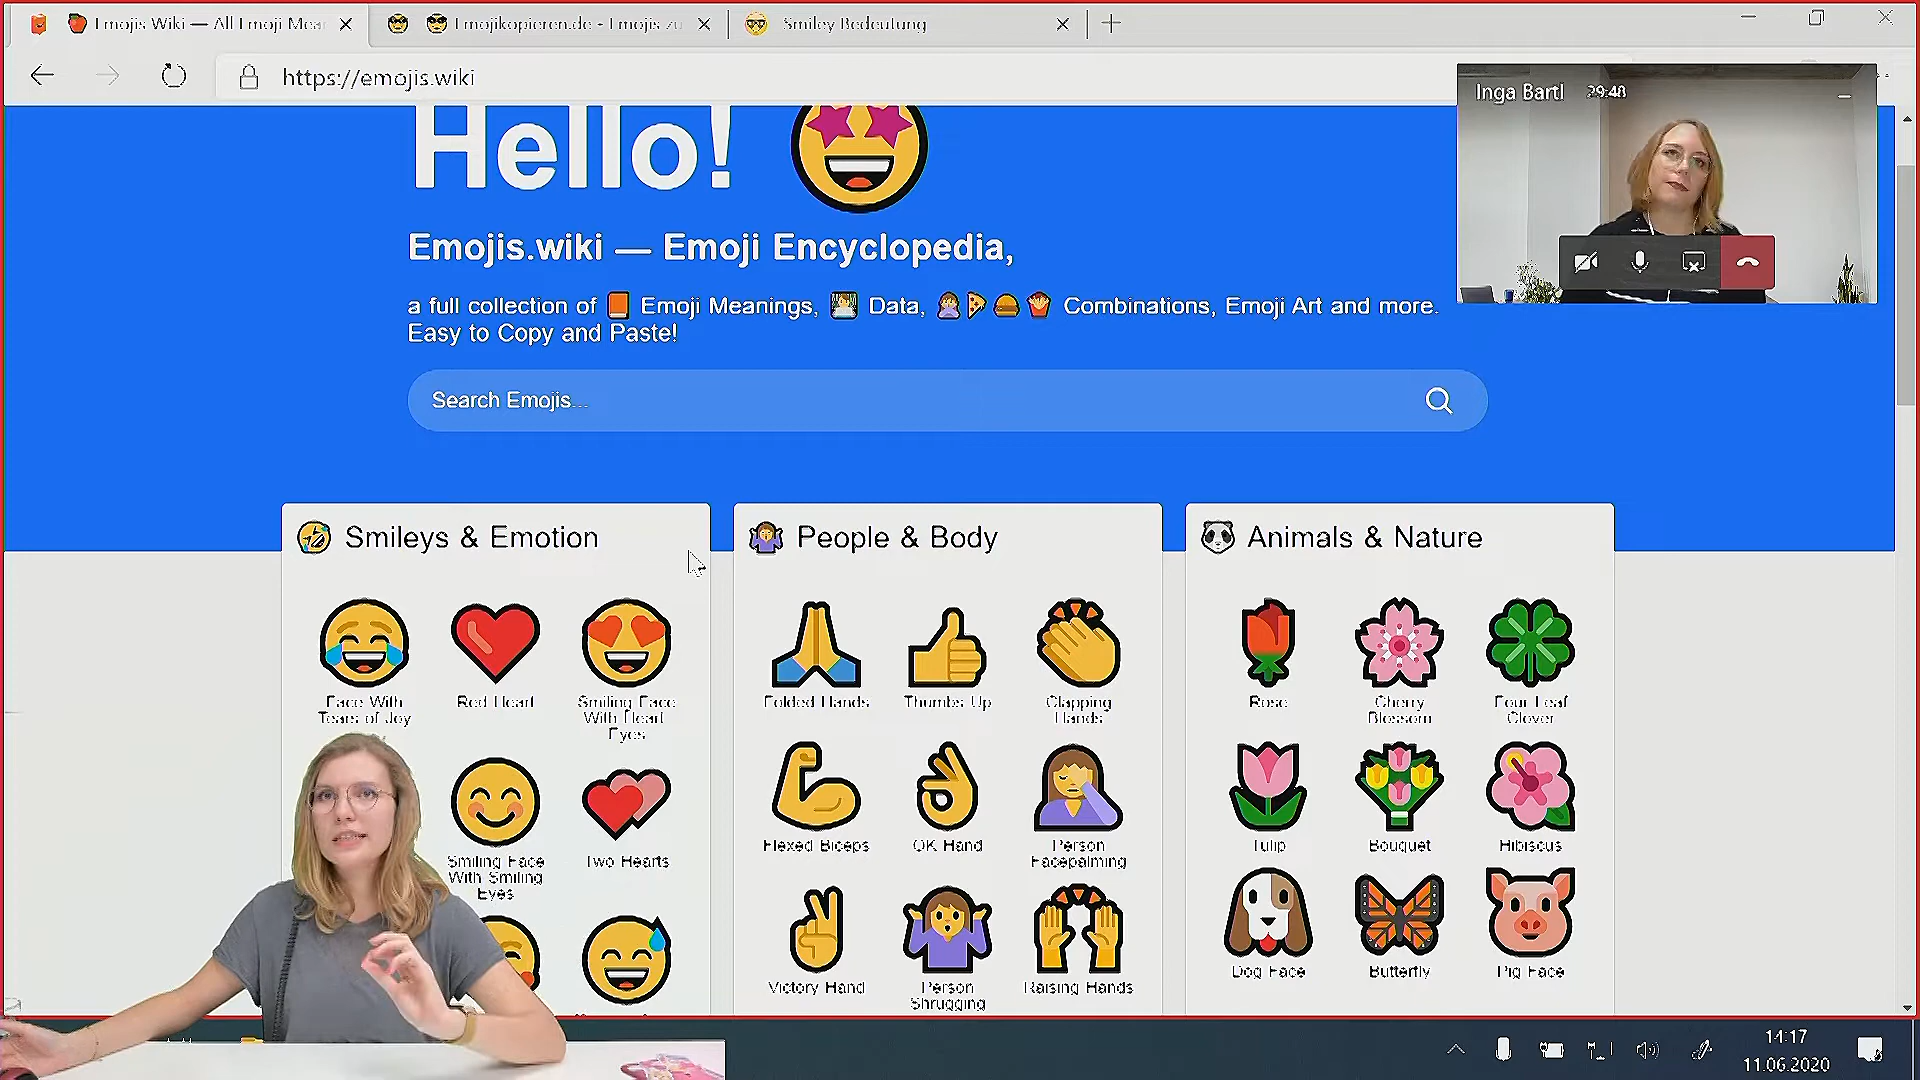 Emojis Wiki — All Emoji Mea
Emojikopieren.de - Emojis zu
Smiley Bedeutung
https://emojis.wiki
Inga Bartl 29:48
Hello!
Emojis.wiki — Emoji Encyclopedia,
a full collection of Emoji Meanings, Data, Combinations, Emoji Art and more.
Easy to Copy and Paste!
Search Emojis...
Smileys & Emotion
Face With
Tears of Joy
Red Heart
Smiling Face
With Heart
Eyes
Smiling Face
With Smiling
Eyes
Two Hearts
People & Body
Folded Hands
Thumbs Up
Clapping
Hands
Flexed Biceps
OK Hand
Person
Facepalming
Victory Hand
Person
Shrugging
Raising Hands
Animals & Nature
Rose
Cherry
Blossom
Four Leaf
Clover
Tulip
Bouquet
Hibiscus
Dog Face
Butterfly
Pig Face
14:17
11.06.2020